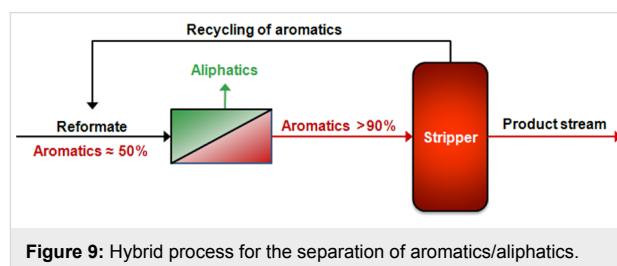 Recycling of aromatics
Aliphatics
Reformate
Aromatics ≈ 50%
Aromatics >90%
Stripper
Product stream
Figure 9: Hybrid process for the separation of aromatics/aliphatics.